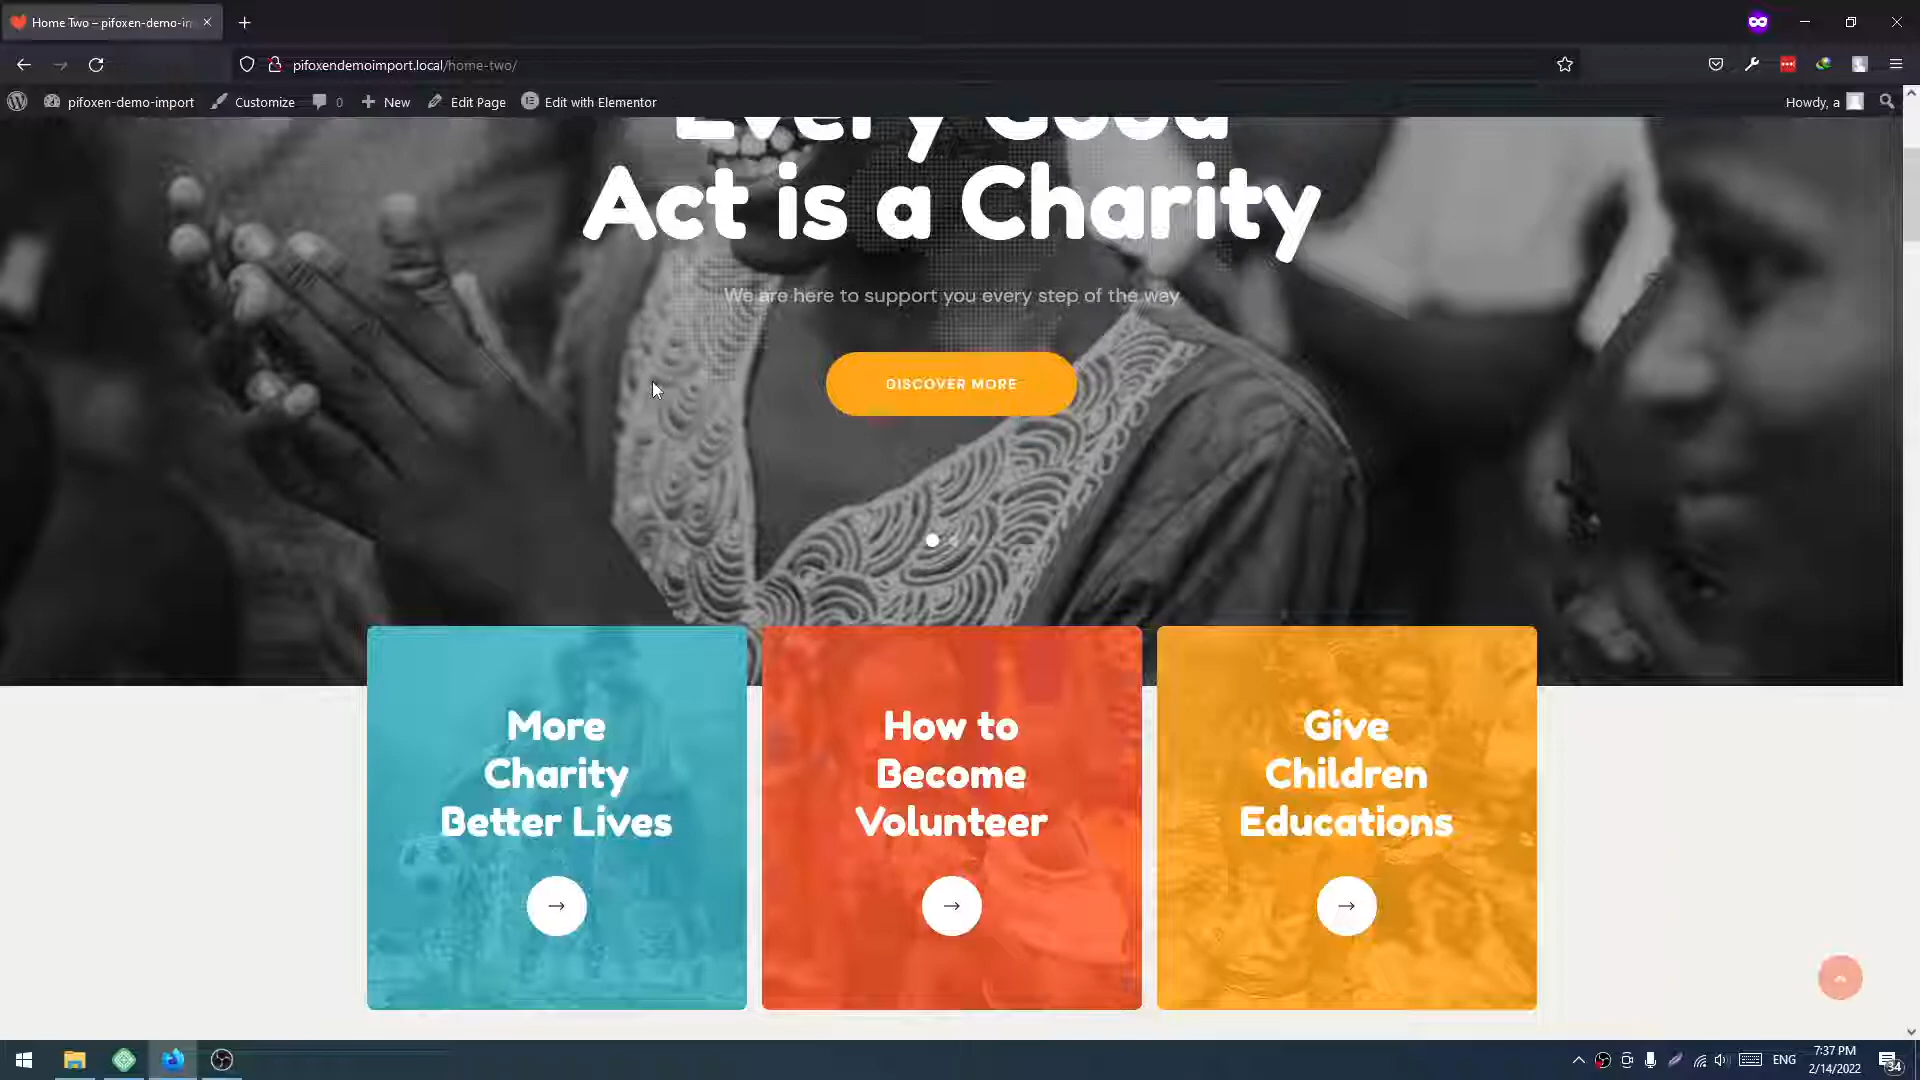 Home Two – pifoxen-demo-im
pifoxendemoimport.local/home-two/
pifoxen-demo-import Customize 0 New Edit Page Edit with Elementor Howdy, a
Every Good
Act is a Charity
We are here to support you every step of the way
DISCOVER MORE
More
Charity
Better Lives
How to
Become
Volunteer
Give
Children
Educations
ENG
7:37 PM
2/14/2022
34